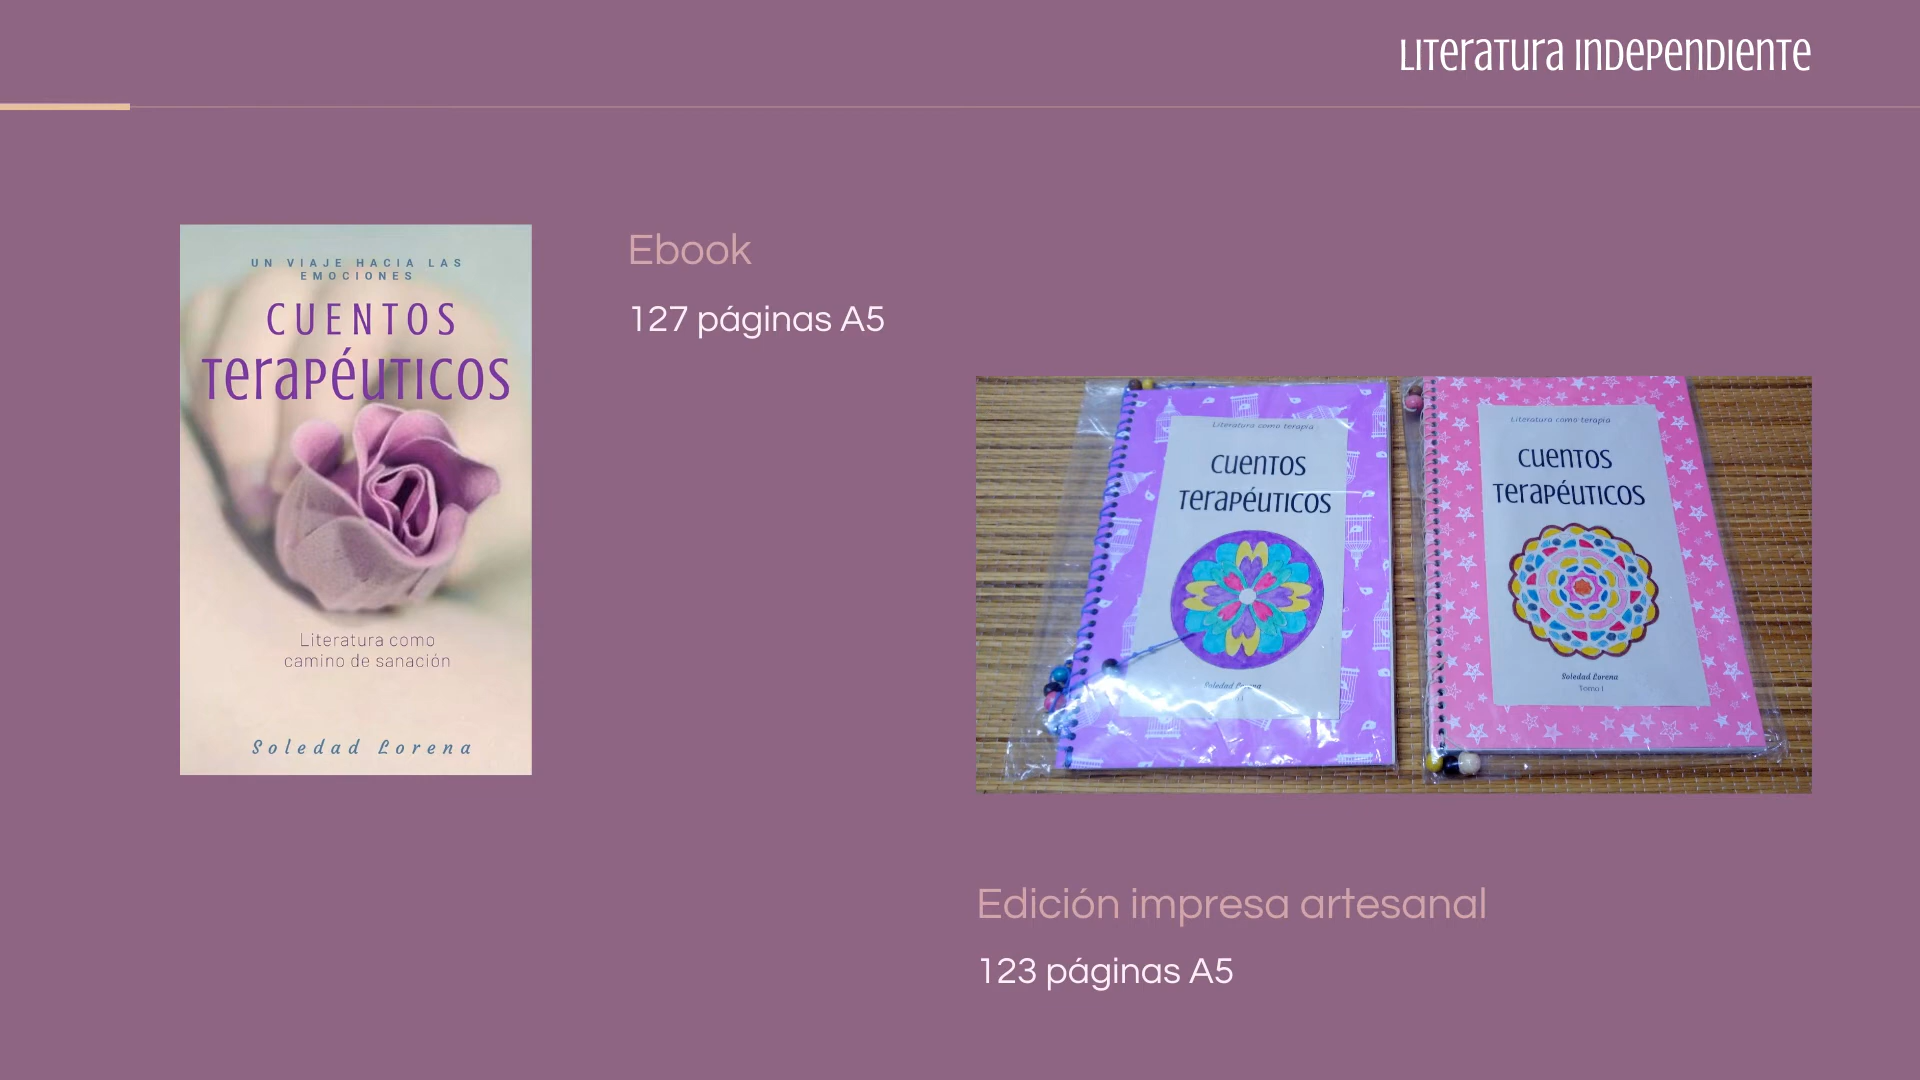 Literatura Independiente
UN VIAJE HACIA LAS
EMOCIONES
CUENTOS
Terapéuticos
Literatura como
camino de sanación
Soledad Lorena
Ebook
127 páginas A5
Literatura como terapia
Cuentos
Terapéuticos
Soledad Lorena
Literatura como terapia
Cuentos
Terapéuticos
Soledad Lorena
Tomo I
Edición impresa artesanal
123 páginas A5